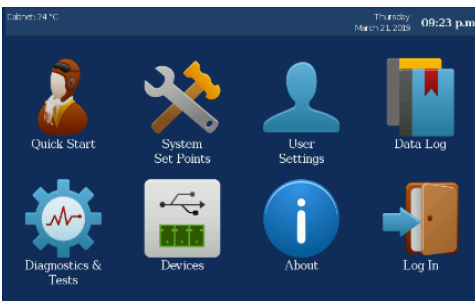 Cabinet: 24 °C
Thursday
March 21, 2019
09:23 p.m
Quick Start
System
Set Points
User
Settings
Data Log
Diagnostics &
Tests
Devices
About
Log In